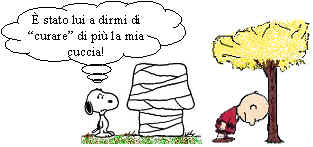 È stato lui a dirmi di
“curare” di più la mia
cuccia!